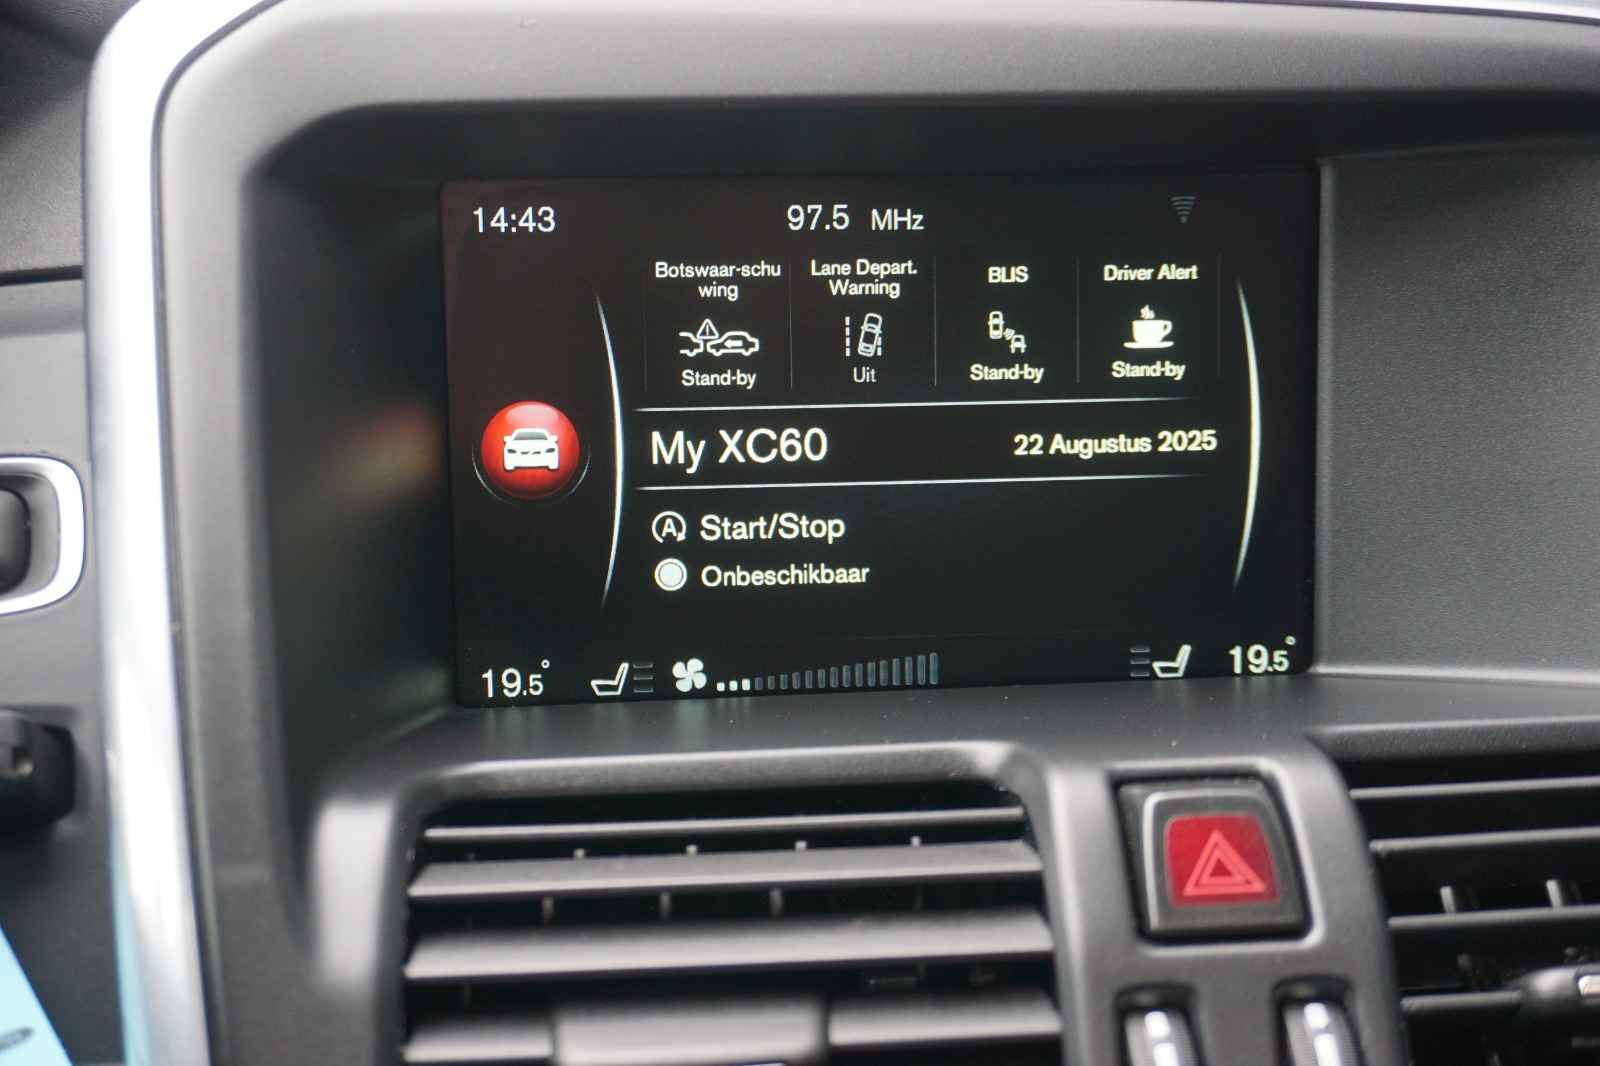 14:43 97.5 MHz
Botswaar-schu
wing
Lane Depart.
Warning
BLIS
Driver Alert
Stand-by
Uit
Stand-by
Stand-by
My XC60
22 Augustus 2025
A Start/Stop
Onbeschikbaar
19.5° 19.5°